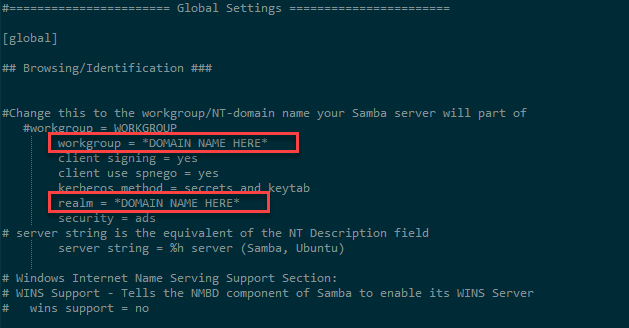 #======================= Global Settings =======================
[global]
## Browsing/Identification ###
#Change this to the workgroup/NT-domain name your Samba server will part of
#workgroup = WORKGROUP
workgroup = *DOMAIN NAME HERE*
client signing = yes
client use spnego = yes
kerberos method = secrets and keytab
realm = *DOMAIN NAME HERE*
security = ads
# server string is the equivalent of the NT Description field
server string = %h server (Samba, Ubuntu)
# Windows Internet Name Serving Support Section:
# WINS Support - Tells the NMBD component of Samba to enable its WINS Server
#   wins support = no